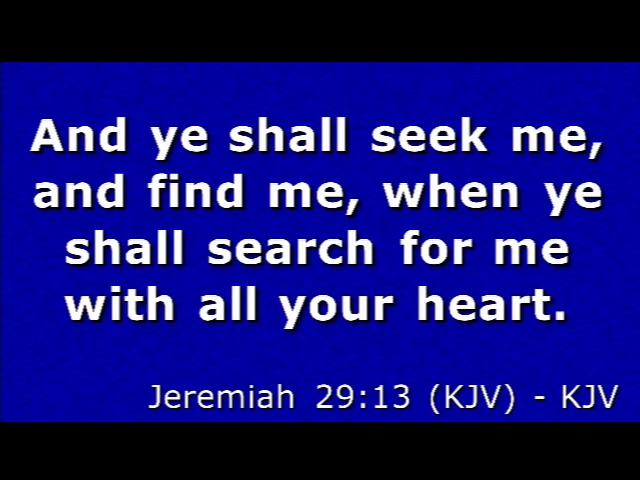 And ye shall seek me,
and find me, when ye
shall search for me
with all your heart.
Jeremiah 29:13 (KJV) - KJV